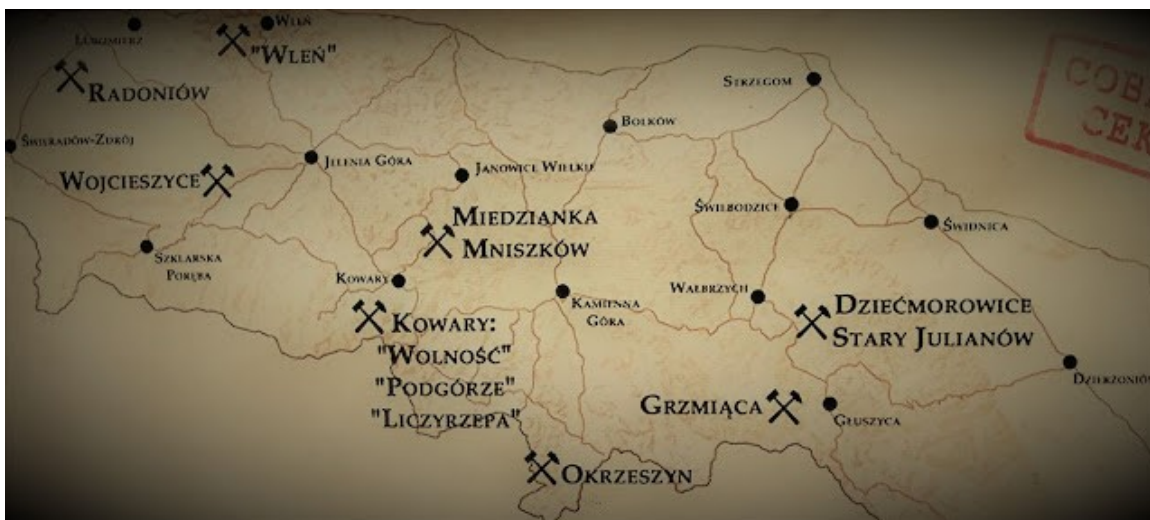 Wleń
Lubomierz
"Wleń"
Radoniów
Strzegom
Bolków
Świeradów-Zdrój
Jelenia Góra
Janowice Wielkie
Wojcieszyce
Miedzianka
Mniszków
Świebodzice
Świdnica
Szklarska
Poręba
Kowary
Kamienna
Góra
Wałbrzych
Dziećmorowice
Stary Julianów
Kowary:
"Wolność"
"Podgórze"
"Liczyrzepa"
Grzmiąca
Głuszyca
Okrzeszyn